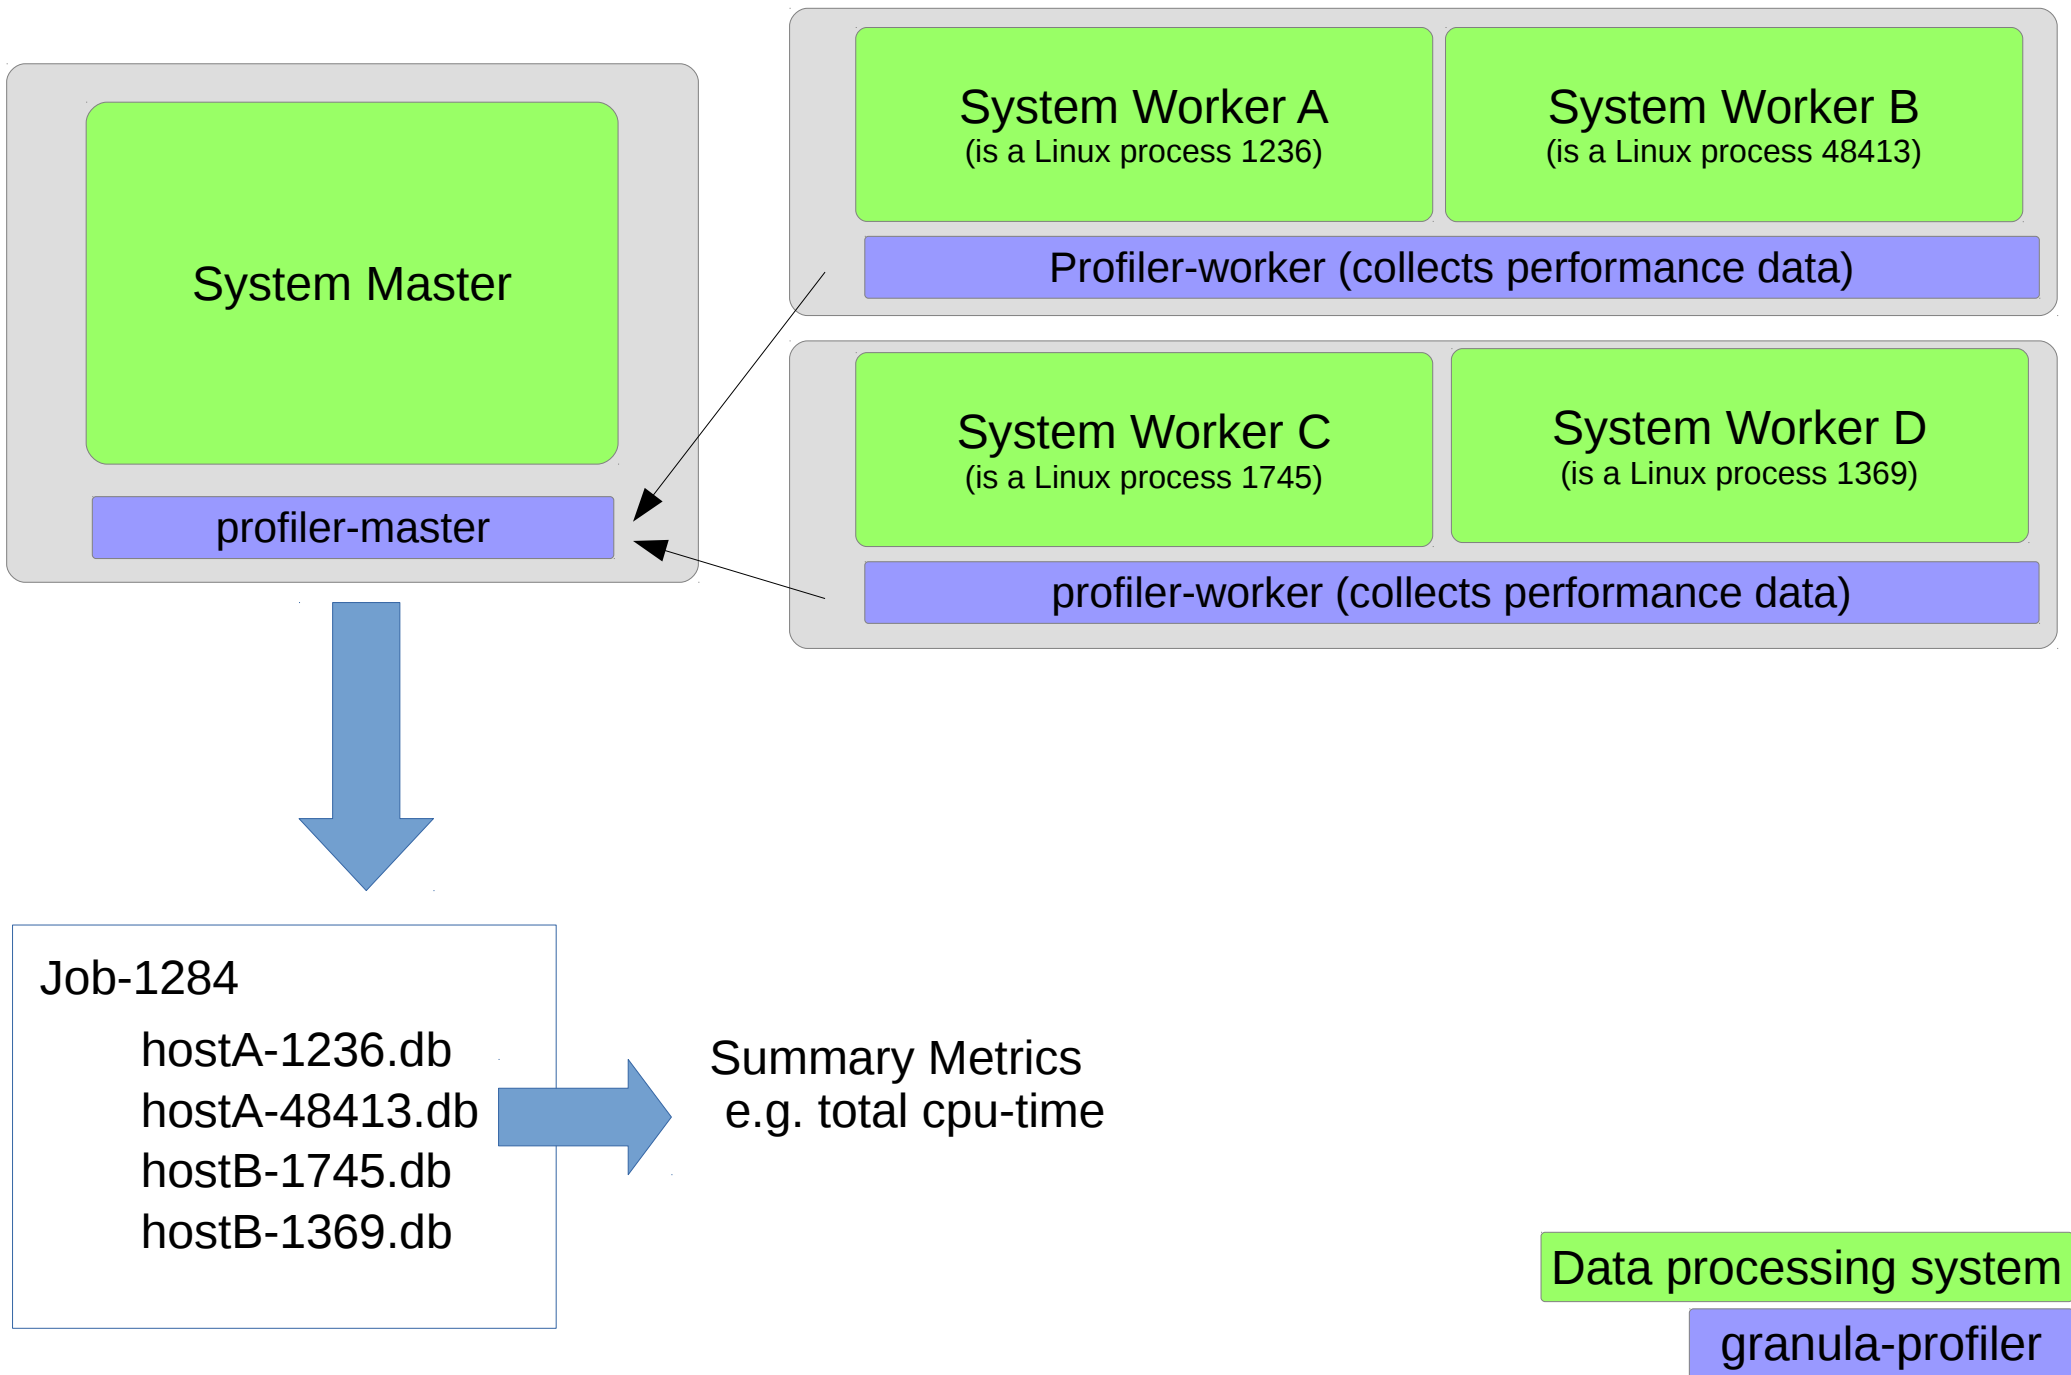 System Master
profiler-master
System Worker A
(is a Linux process 1236)
System Worker B
(is a Linux process 48413)
Profiler-worker (collects performance data)
System Worker C
(is a Linux process 1745)
System Worker D
(is a Linux process 1369)
profiler-worker (collects performance data)
Job-1284
hostA-1236.db
hostA-48413.db
hostB-1745.db
hostB-1369.db
Summary Metrics
e.g. total cpu-time
Data processing system
granula-profiler